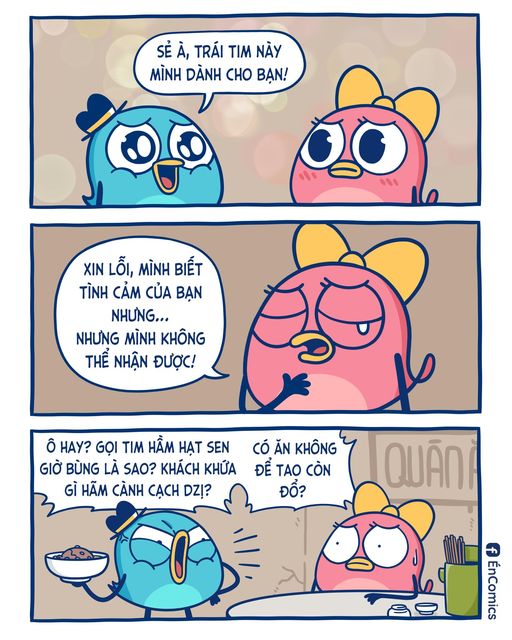 SẺ À, TRÁI TIM NÀY
MÌNH DÀNH CHO BẠN!
XIN LỖI, MÌNH BIẾT
TÌNH CẢM CỦA BẠN
NHƯNG...
NHƯNG MÌNH KHÔNG
THỂ NHẬN ĐƯỢC!
Ô HAY? GỌI TIM HẦM HẠT SEN
GIỜ BÙNG LÀ SAO? KHÁCH KHỨA
GÌ HÃM CÀNH CẠCH DZỊ?
CÓ ĂN KHÔNG
ĐỂ TAO CÒN
ĐỔ?
QUÁN
ÉnComics